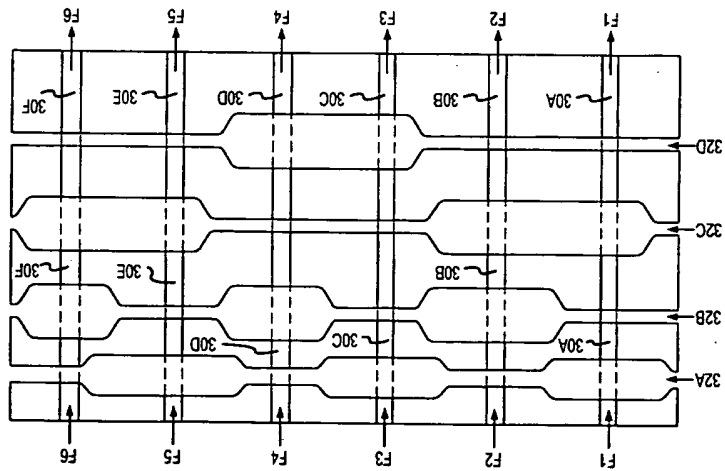 F1 F2 F3 F4 F5 F6
32A
30A 30C 30D
32B
30B 30E 30F
32C
32D
30A 30B 30C 30D 30E 30F
F1 F2 F3 F4 F5 F6